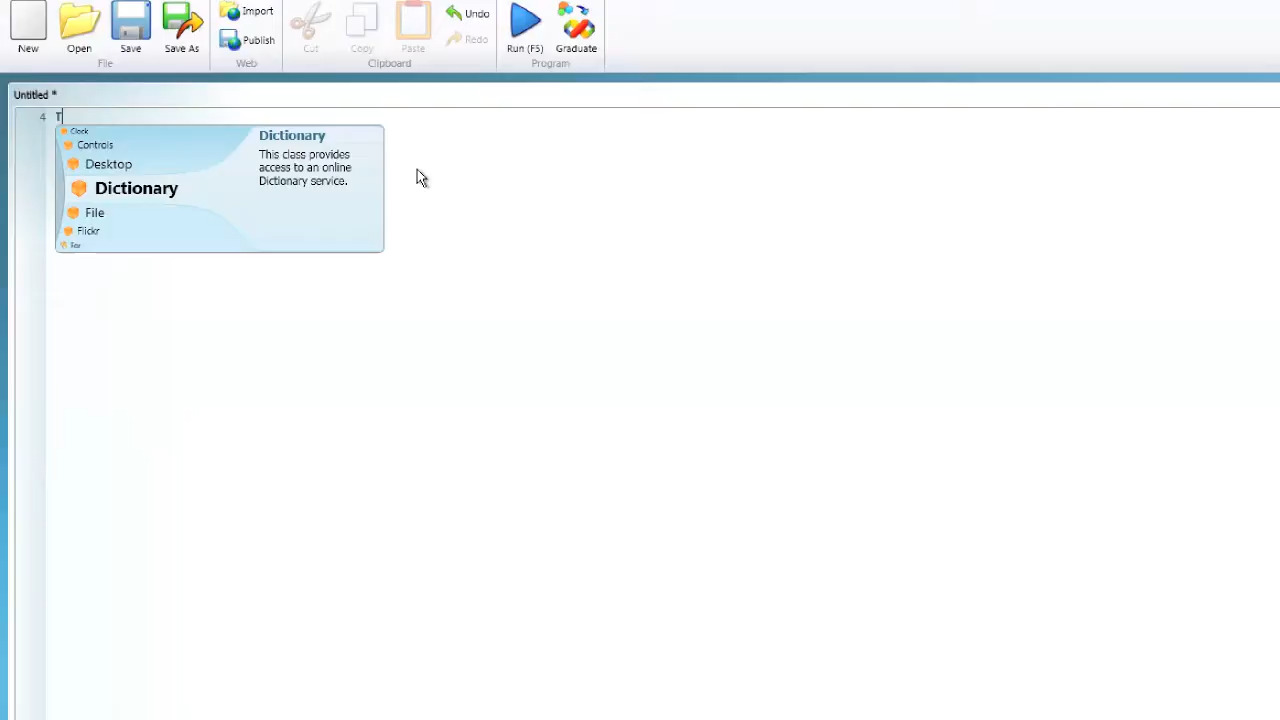 New
Open
Save
Save As
Import
Publish
Cut
Copy
Paste
Undo
Redo
Run (F5)
Graduate
File
Web
Clipboard
Program
Untitled *
4 T
Clock
Controls
Desktop
Dictionary
File
Flickr
For
Dictionary
This class provides
access to an online
Dictionary service.